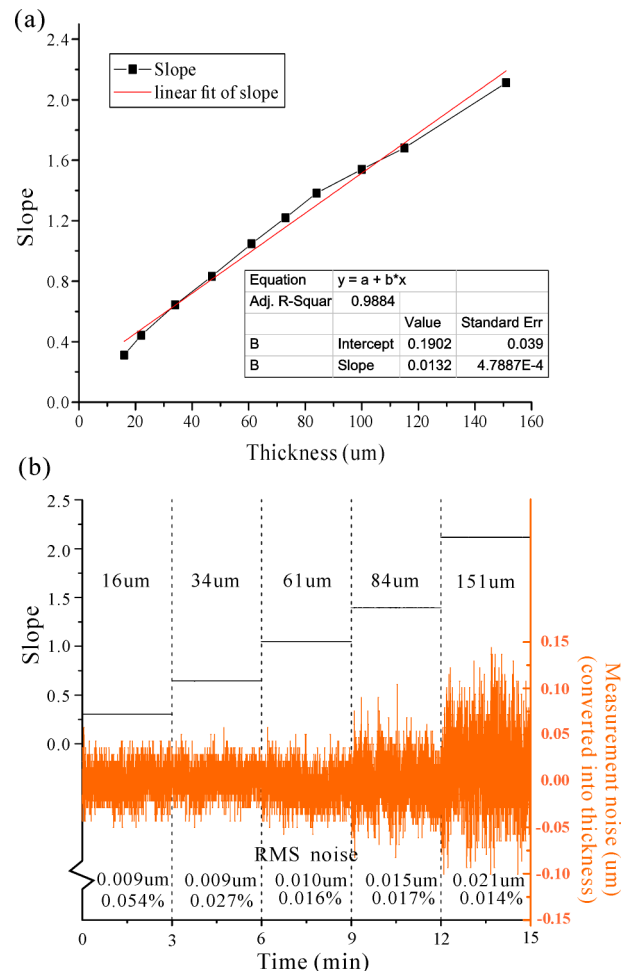 (a)
2.4
2.0
1.6
1.2
0.8
0.4
0.0
Slope
Slope
linear fit of slope
Equation y = a + b*x
Adj. R-Squar 0.9884
Value Standard Err
B Intercept 0.1902 0.039
B Slope 0.0132 4.7887E-4
0 20 40 60 80 100 120 140 160
Thickness (um)
(b)
2.5
2.0
1.5
1.0
0.5
0.0
Slope
16um 34um 61um 84um 151um
0.15
0.10
0.05
0.00
-0.05
-0.10
-0.15
Measurement noise (um)
(converted into thickness)
RMS noise
0.009um 0.009um 0.010um 0.015um 0.021um
0.054% 0.027% 0.016% 0.017% 0.014%
0 3 6 9 12 15
Time (min)